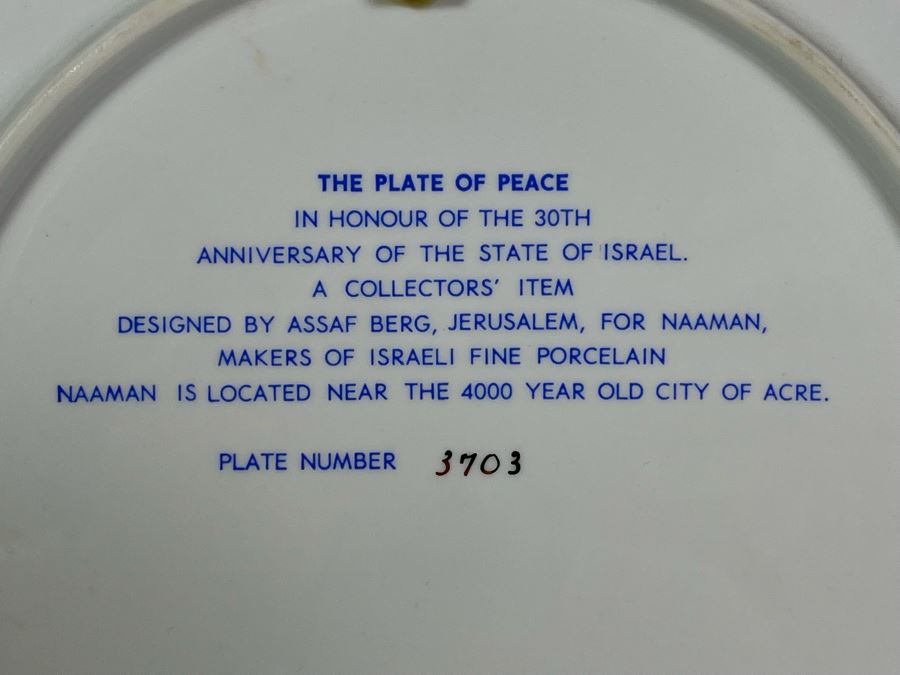 THE PLATE OF PEACE
IN HONOUR OF THE 30TH
ANNIVERSARY OF THE STATE OF ISRAEL.
A COLLECTORS' ITEM
DESIGNED BY ASSAF BERG, JERUSALEM, FOR NAAMAN,
MAKERS OF ISRAELI FINE PORCELAIN
NAAMAN IS LOCATED NEAR THE 4000 YEAR OLD CITY OF ACRE.
PLATE NUMBER 3703